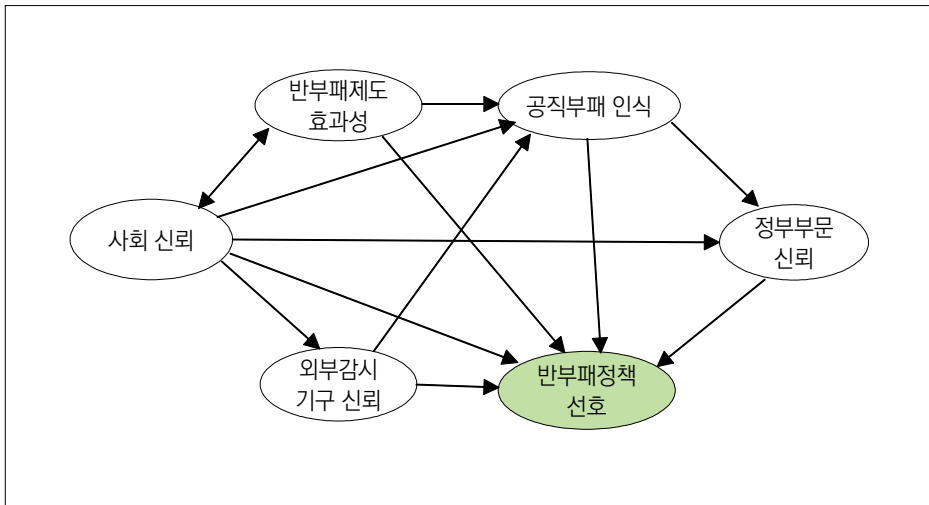 반부패제도
효과성
공직부패 인식
사회 신뢰
정부부문
신뢰
외부감시
기구 신뢰
반부패정책
선호